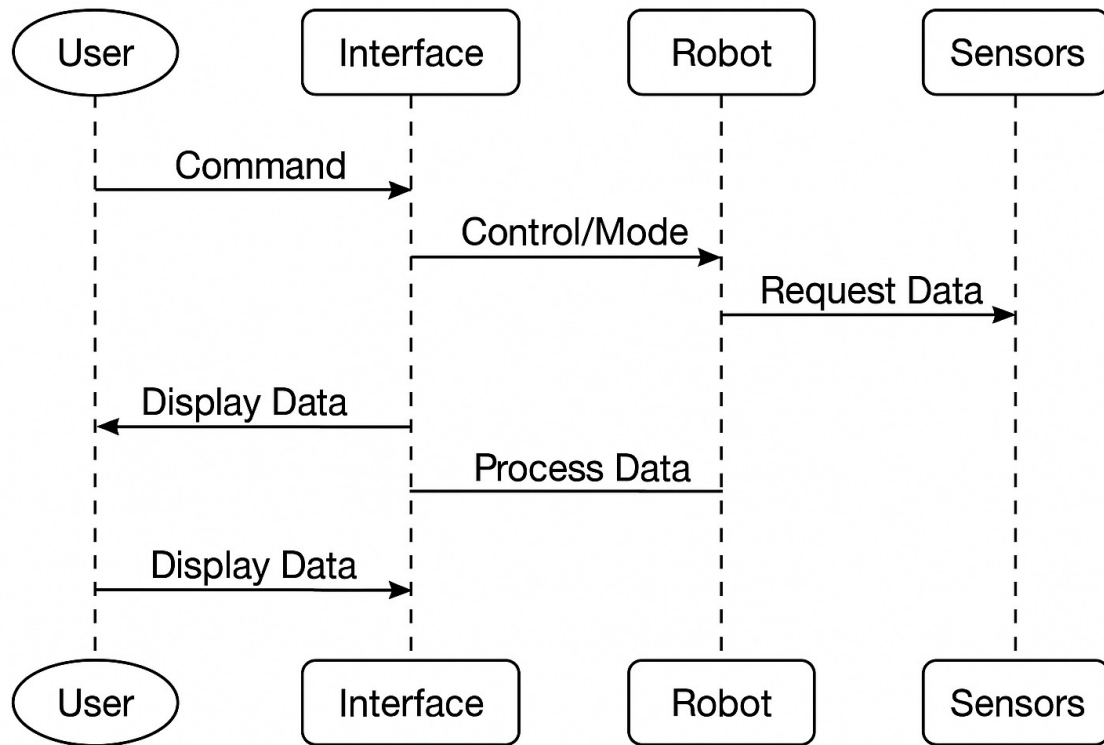 User
Interface
Robot
Sensors
Command
Control/Mode
Request Data
Display Data
Process Data
Display Data
User
Interface
Robot
Sensors